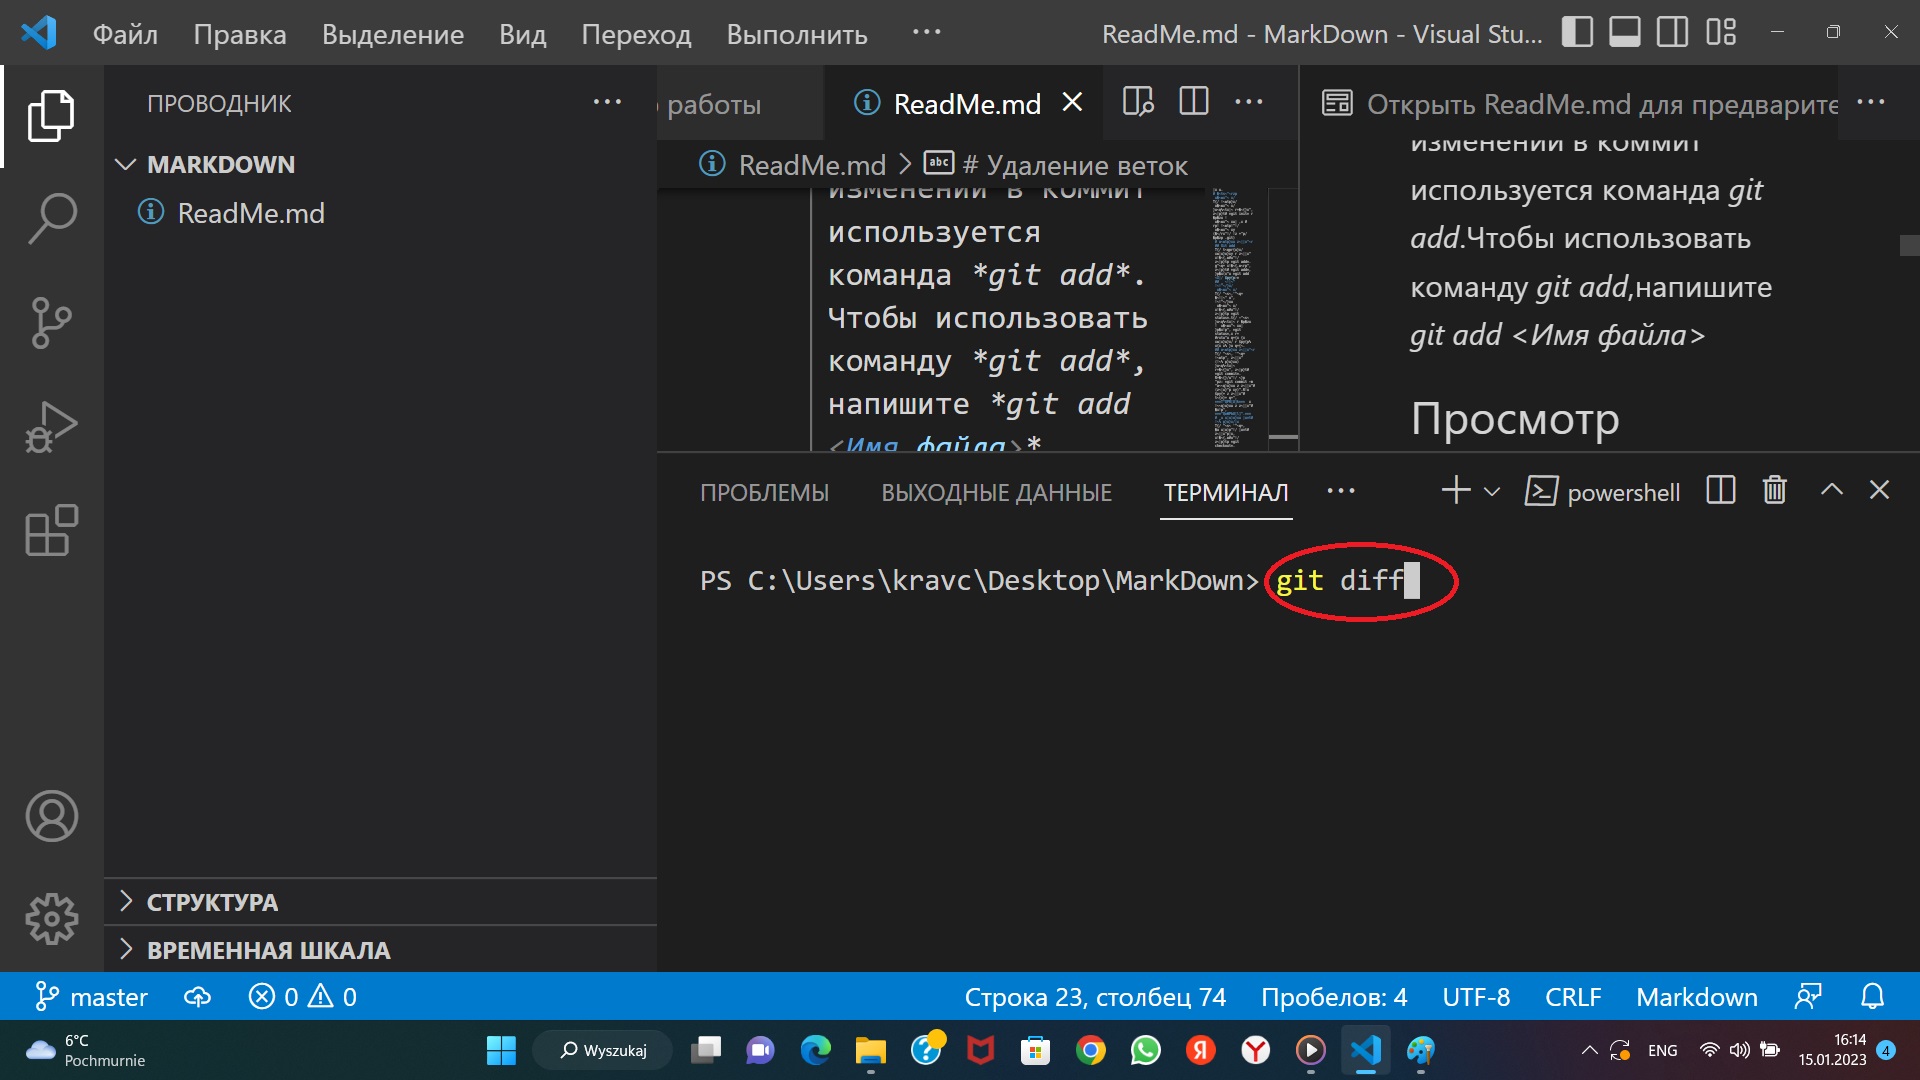 Файл Правка Выделение Вид Переход Выполнить ··· ReadMe.md - MarkDown - Visual Stu...
ПРОВОДНИК ···
MARKDOWN
ReadMe.md
работы ReadMe.md ···
ReadMe.md > # Удаление веток
изменений в коммит
используется
команда *git add*.
Чтобы использовать
команду *git add*,
напишите *git add
<Имя файла>*
Открыть ReadMe.md для предварите ···
изменений в коммит
используется команда git
add.Чтобы использовать
команду git add,напишите
git add <Имя файла>
Просмотр
ПРОБЛЕМЫ ВЫХОДНЫЕ ДАННЫЕ ТЕРМИНАЛ ··· powershell
PS C:\Users\kravc\Desktop\MarkDown> git diff
СТРУКТУРА
ВРЕМЕННАЯ ШКАЛА
master 0 0 Строка 23, столбец 74 Пробелов: 4 UTF-8 CRLF Markdown
6°C
Pochmurnie
Wyszukaj
ENG
16:14
15.01.2023
4